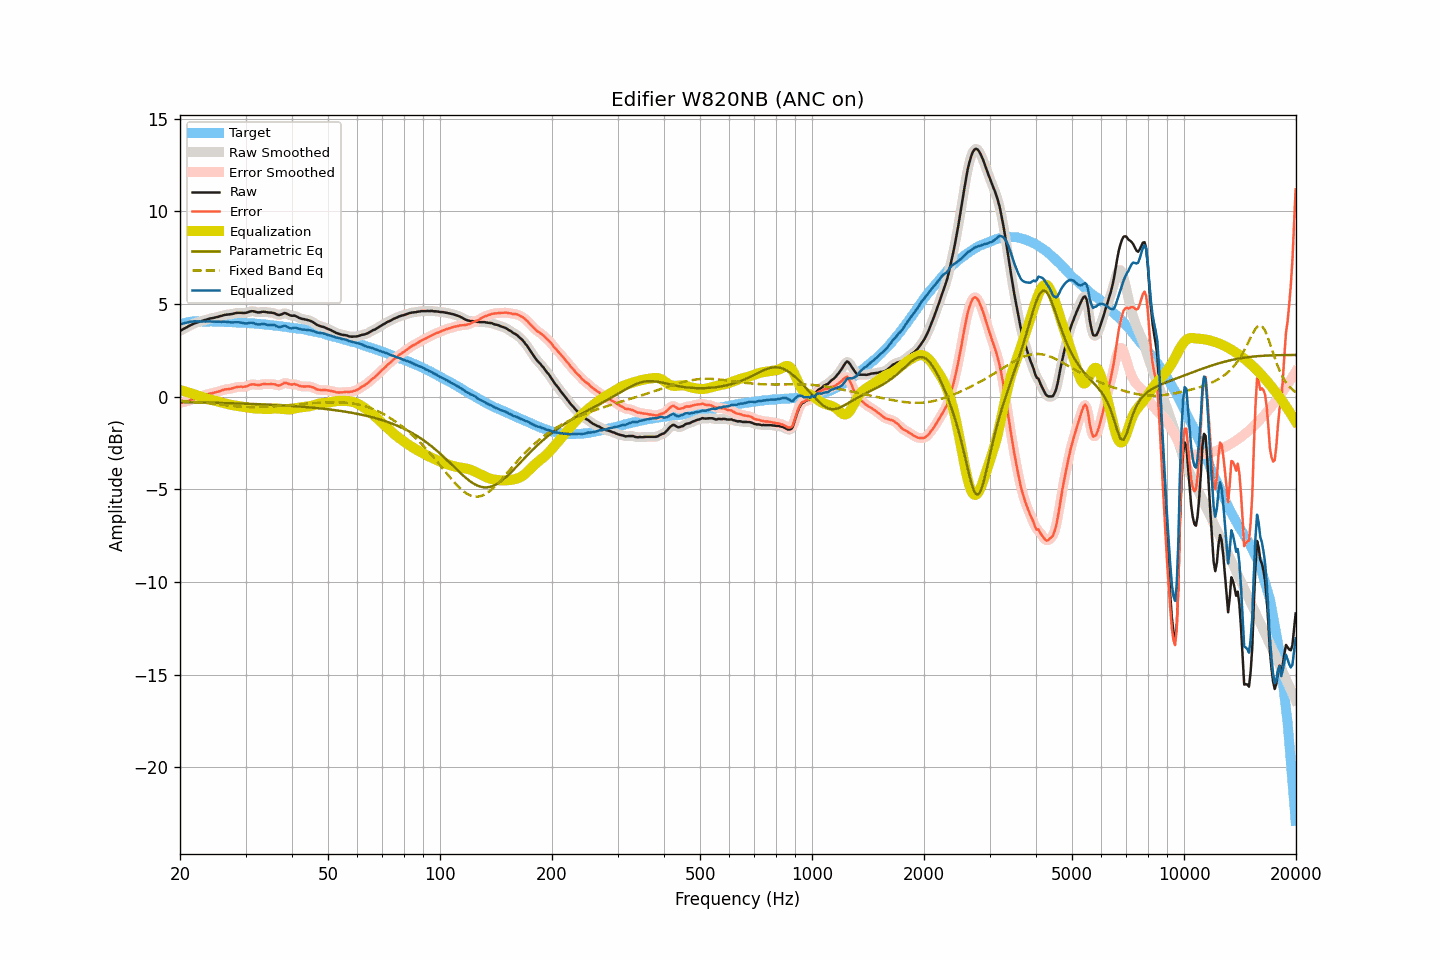 Edifier W820NB (ANC on)
15
10
5
0
−5
−10
−15
−20
Amplitude (dBr)
Target
Raw Smoothed
Error Smoothed
Raw
Error
Equalization
Parametric Eq
Fixed Band Eq
Equalized
20 50 100 200 500 1000 2000 5000 10000 20000
Frequency (Hz)